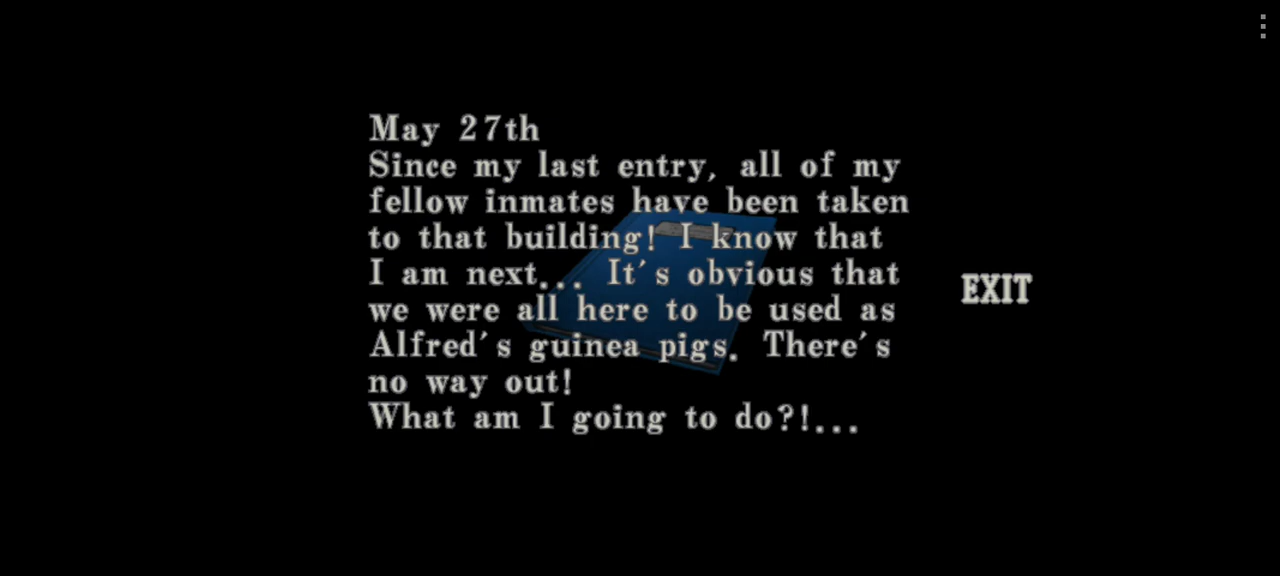 May 27th
Since my last entry, all of my
fellow inmates have been taken
to that building! I know that
I am next... It's obvious that
we were all here to be used as
Alfred's guinea pigs. There's
no way out!
What am I going to do?!...
EXIT